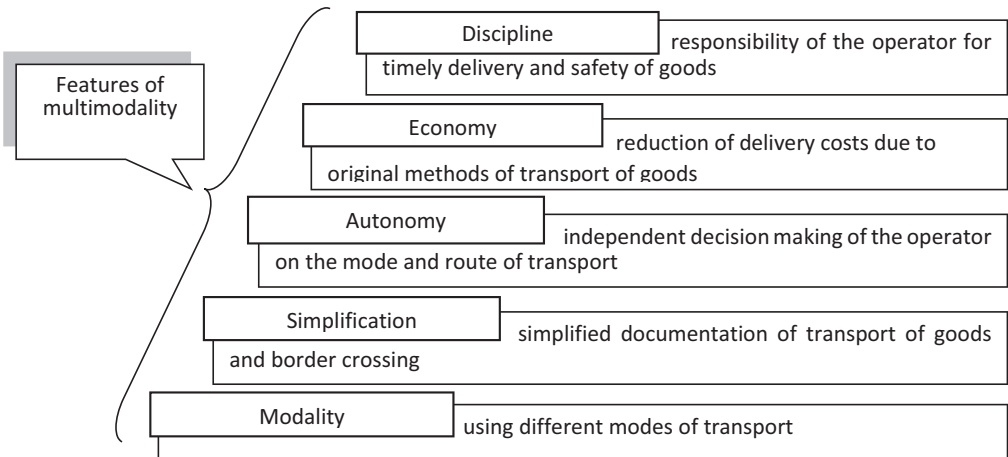 Features of
multimodality
Discipline
responsibility of the operator for
timely delivery and safety of goods
Economy
reduction of delivery costs due to
original methods of transport of goods
Autonomy
independent decision making of the operator
on the mode and route of transport
Simplification
simplified documentation of transport of goods
and border crossing
Modality
using different modes of transport